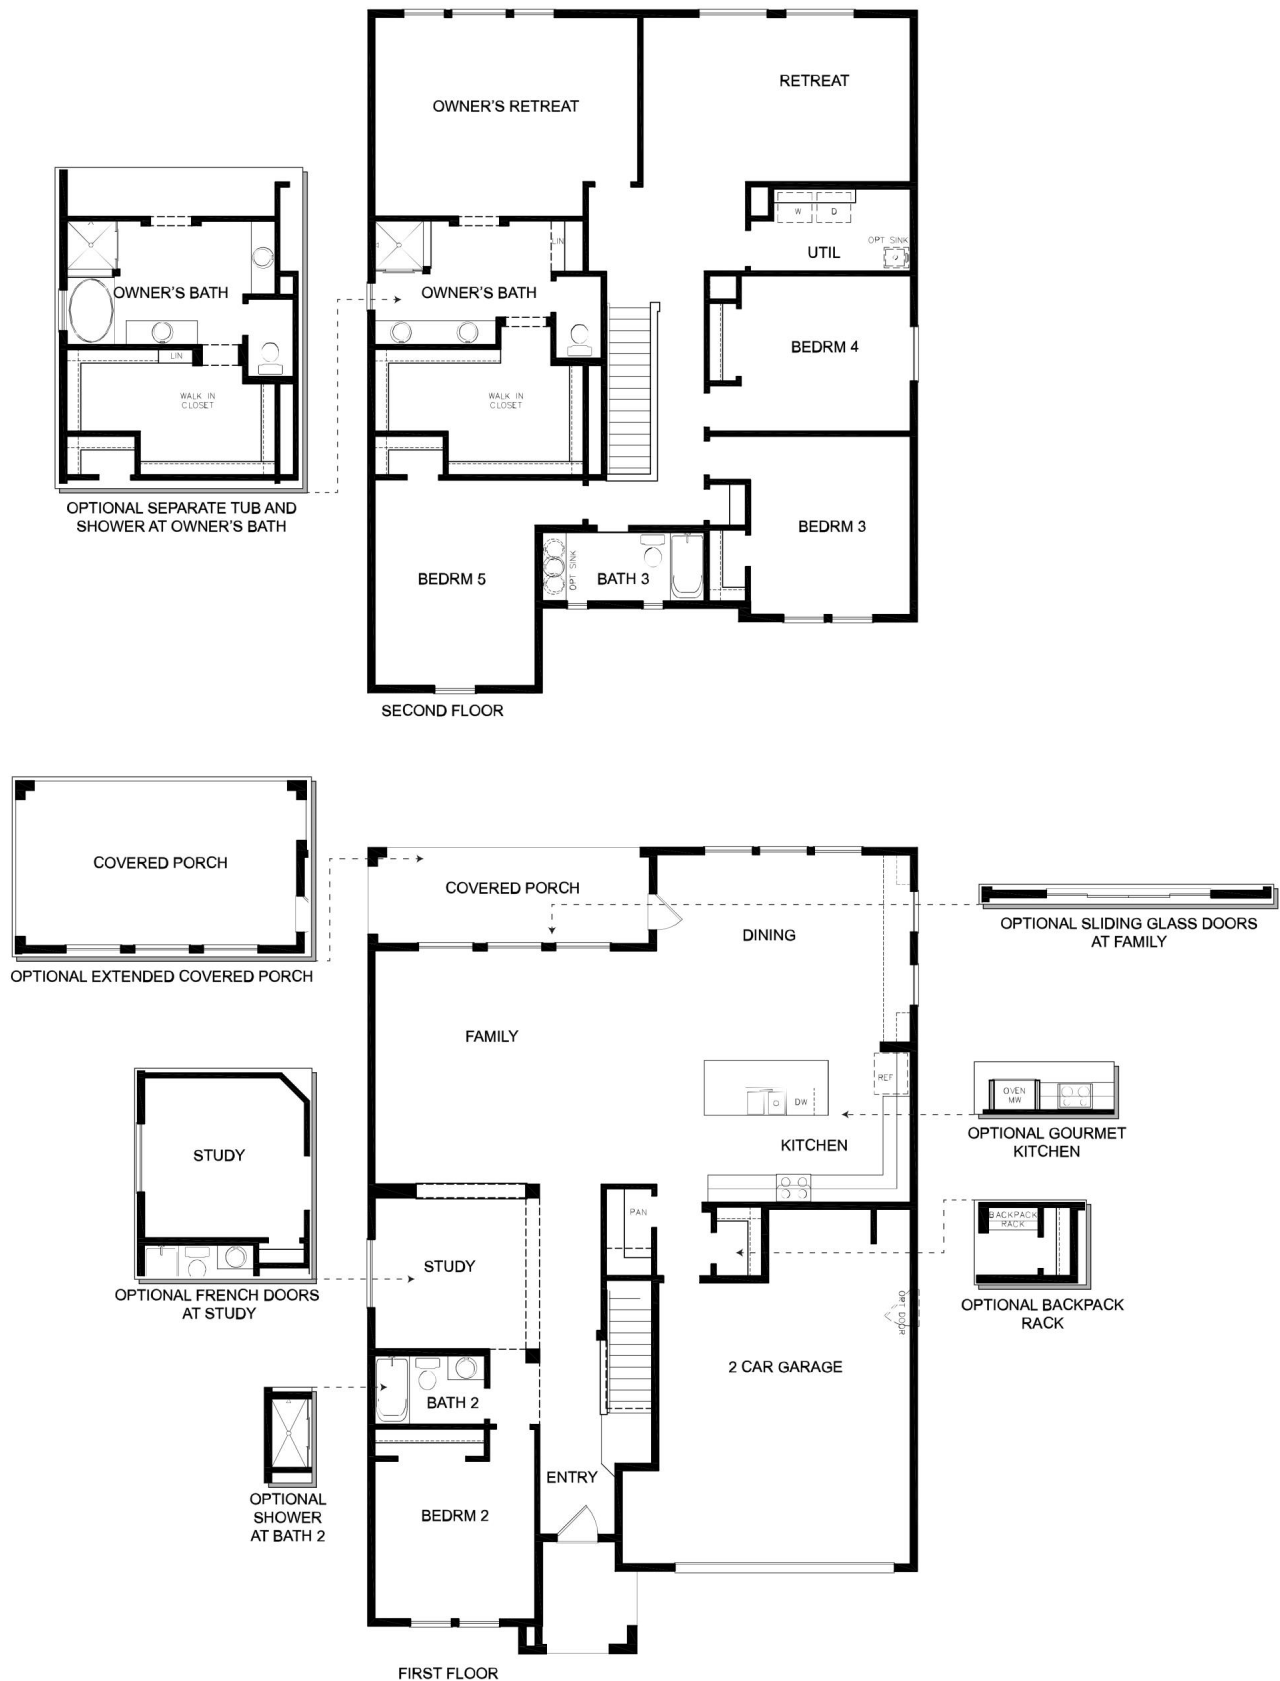 RETREAT
OWNER'S RETREAT
W
D
LIN
OPT SINK
UTIL
OWNER'S BATH
OWNER'S BATH
BEDRM 4
LIN
WALK IN
CLOSET
WALK IN
CLOSET
OPTIONAL SEPARATE TUB AND
SHOWER AT OWNER'S BATH
BEDRM 3
OPT SINK
BEDRM 5
BATH 3
SECOND FLOOR
COVERED PORCH
COVERED PORCH
OPTIONAL SLIDING GLASS DOORS
AT FAMILY
DINING
OPTIONAL EXTENDED COVERED PORCH
FAMILY
REF
OVEN
MW
DW
OPTIONAL GOURMET
KITCHEN
KITCHEN
STUDY
PAN
BACKPACK
RACK
STUDY
OPTIONAL FRENCH DOORS
AT STUDY
OPT DOOR
OPTIONAL BACKPACK
RACK
2 CAR GARAGE
BATH 2
ENTRY
OPTIONAL
SHOWER
AT BATH 2
BEDRM 2
FIRST FLOOR